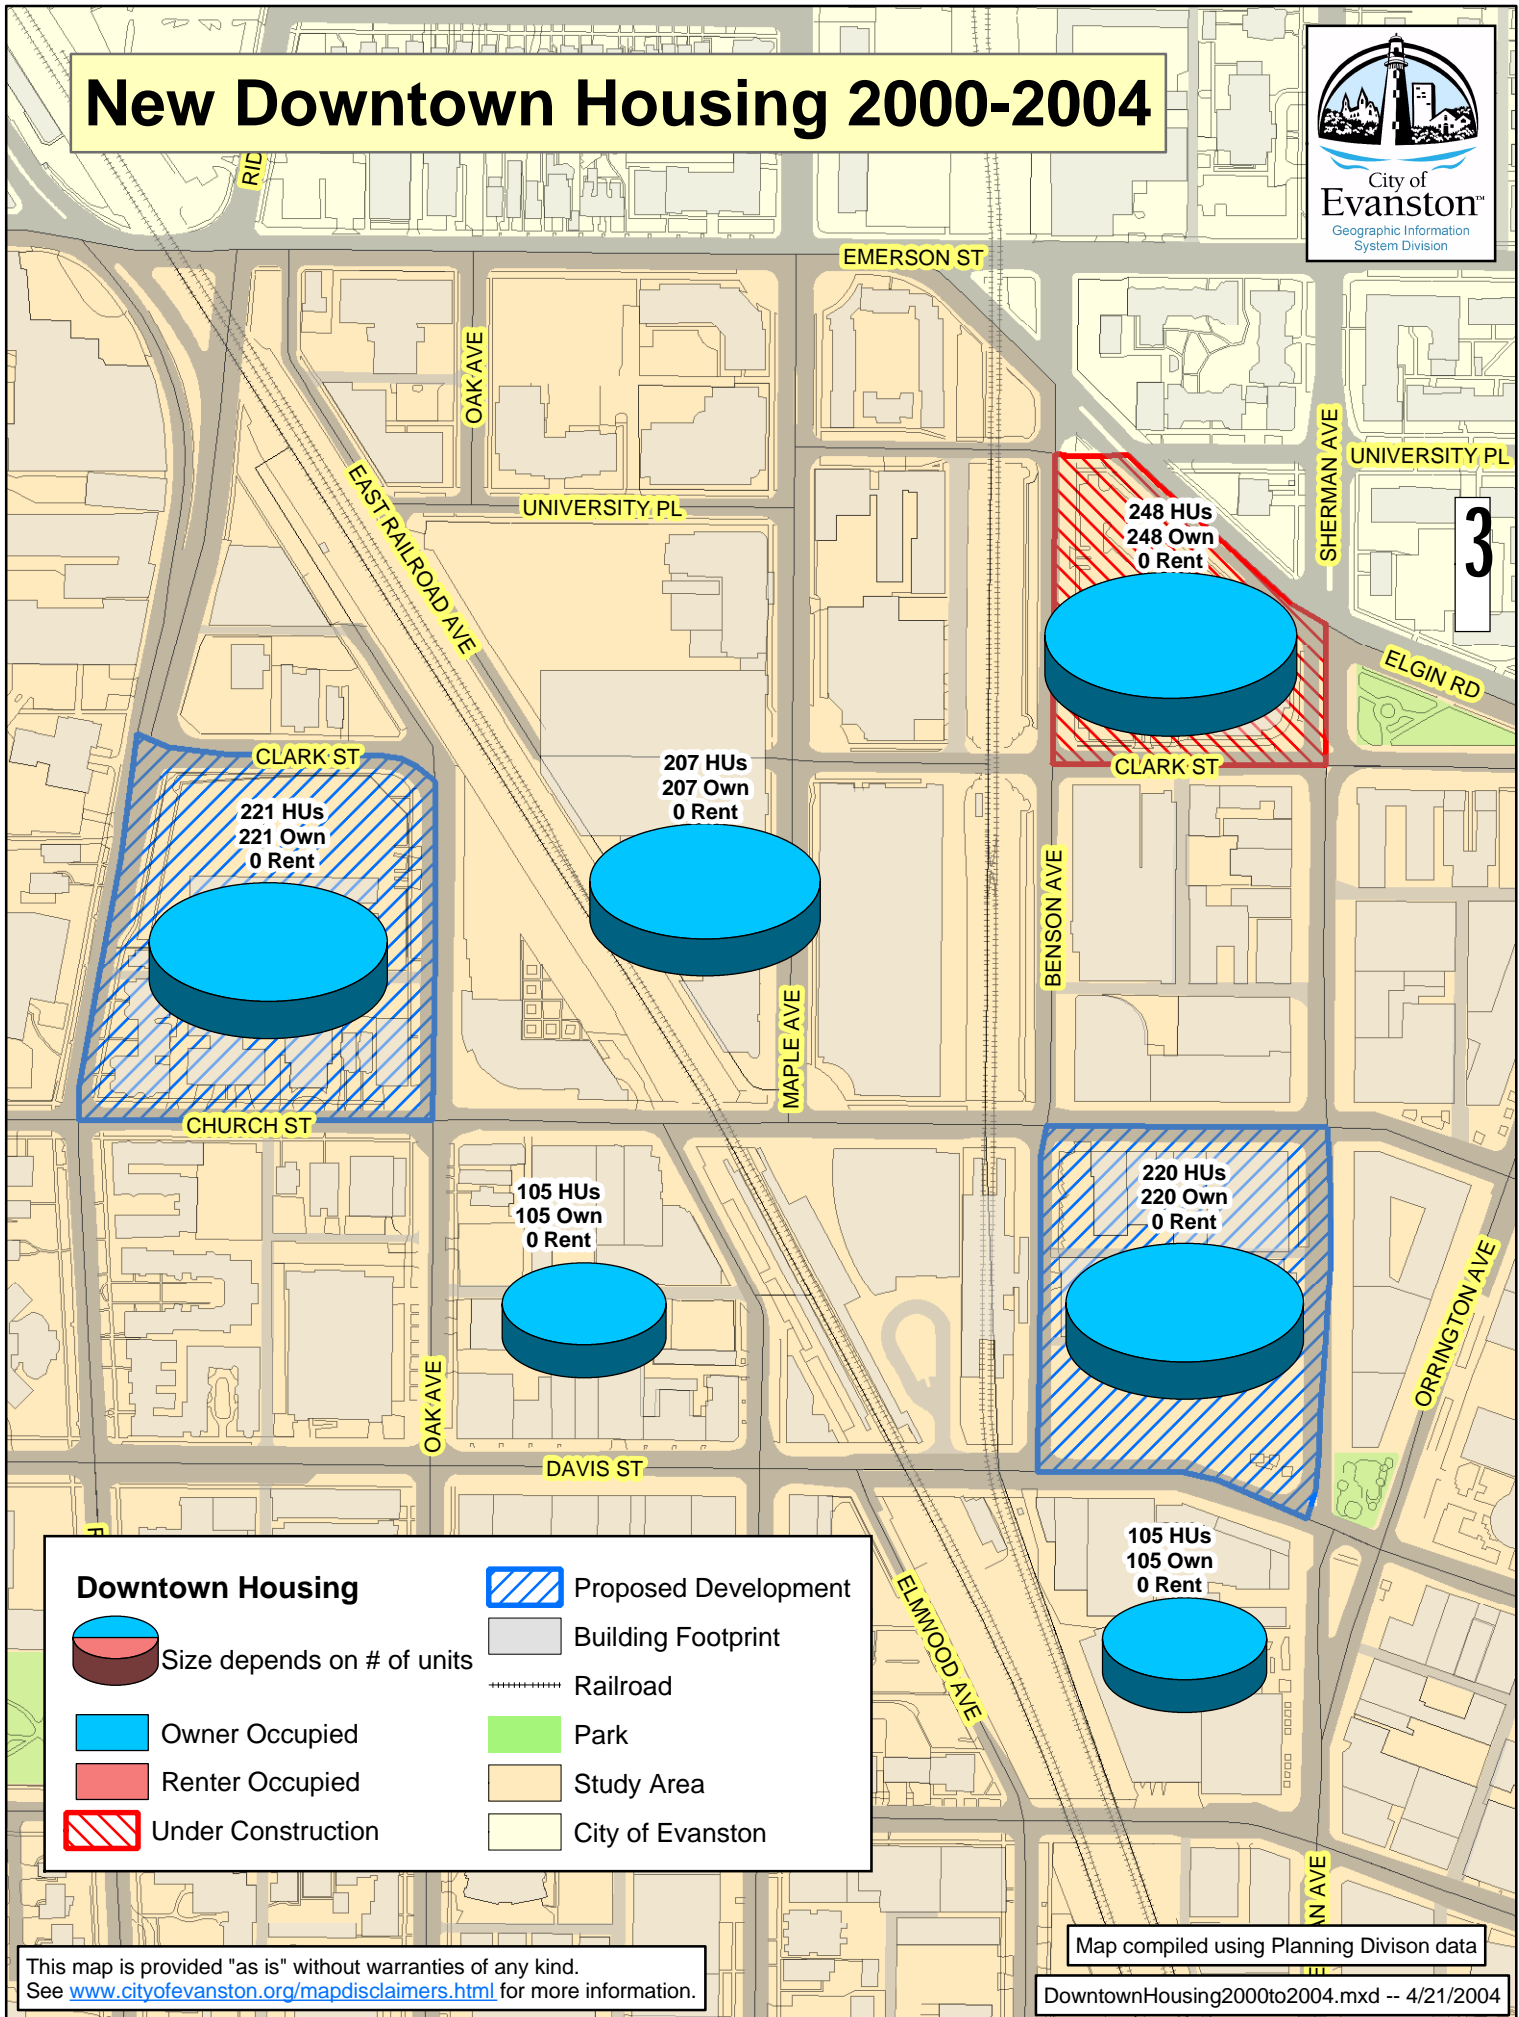 New Downtown Housing 2000-2004
City of
Evanston™
Geographic Information
System Division
RID
EMERSON ST
OAK AVE
EAST RAILROAD AVE
UNIVERSITY PL
SHERMAN AVE
UNIVERSITY PL
248 HUs
248 Own
0 Rent
3
ELGIN RD
CLARK ST
CLARK ST
207 HUs
207 Own
0 Rent
221 HUs
221 Own
0 Rent
BENSON AVE
MAPLE AVE
CHURCH ST
105 HUs
105 Own
0 Rent
220 HUs
220 Own
0 Rent
ORRINGTON AVE
OAK AVE
DAVIS ST
105 HUs
105 Own
0 Rent
ELMWOOD AVE
Downtown Housing
Size depends on # of units
Owner Occupied
Renter Occupied
Under Construction
Proposed Development
Building Footprint
Railroad
Park
Study Area
City of Evanston
AN AVE
This map is provided "as is" without warranties of any kind.
See www.cityofevanston.org/mapdisclaimers.html for more information.
Map compiled using Planning Divison data
DowntownHousing2000to2004.mxd -- 4/21/2004